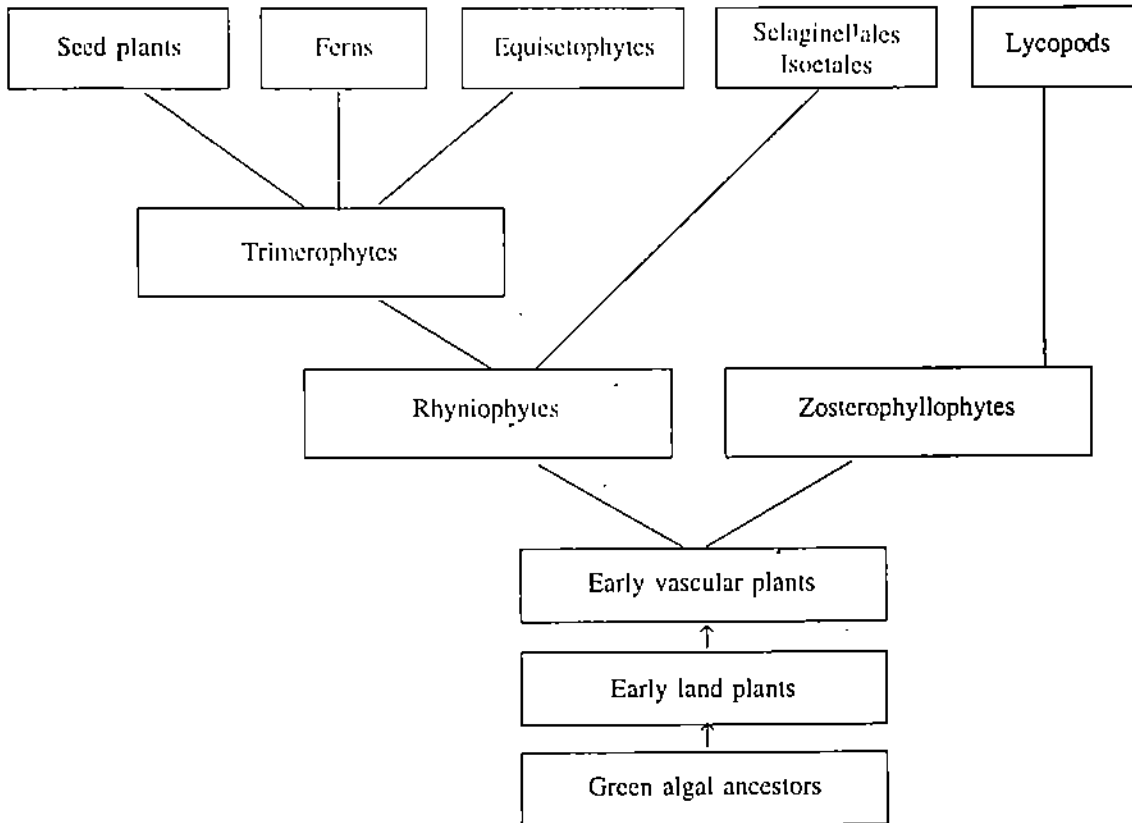 Seed plants
Ferns
Equisetophytes
Selaginellales
Isoetales
Lycopods
Trimerophytes
Rhyniophytes
Zosterophyllophytes
Early vascular plants
Early land plants
Green algal ancestors